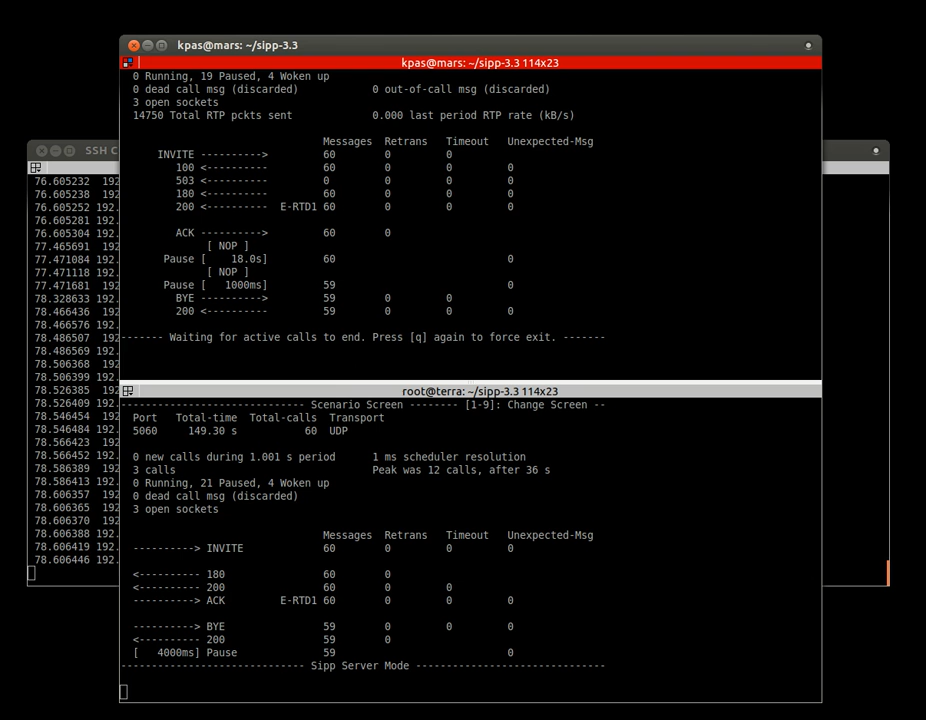 kpas@mars: ~/sipp-3.3
kpas@mars: ~/sipp-3.3 114x23
0 Running, 19 Paused, 4 Woken up
0 dead call msg (discarded) 0 out-of-call msg (discarded)
3 open sockets
14750 Total RTP pckts sent 0.000 last period RTP rate (kB/s)
Messages Retrans Timeout Unexpected-Msg
INVITE ----------> 60 0 0
100 <---------- 60 0 0 0
503 <---------- 0 0 0 0
180 <---------- 60 0 0 0
200 <---------- E-RTD1 60 0 0 0
ACK ----------> 60 0
[ NOP ]
Pause [ 18.0s] 60 0
[ NOP ]
Pause [ 1000ms] 59 0
BYE ----------> 59 0 0
200 <---------- 59 0 0 0
------- Waiting for active calls to end. Press [q] again to force exit. -------
root@terra: ~/sipp-3.3 114x23
------------------------------ Scenario Screen -------- [1-9]: Change Screen --
Port Total-time Total-calls Transport
5060 149.30 s 60 UDP
0 new calls during 1.001 s period 1 ms scheduler resolution
3 calls Peak was 12 calls, after 36 s
0 Running, 21 Paused, 4 Woken up
0 dead call msg (discarded)
3 open sockets
Messages Retrans Timeout Unexpected-Msg
----------> INVITE 60 0 0 0
<---------- 180 60 0
<---------- 200 60 0 0
----------> ACK E-RTD1 60 0 0 0
----------> BYE 59 0 0 0
<---------- 200 59 0
[ 4000ms] Pause 59 0
------------------------------ Sipp Server Mode -------------------------------
SSH C
76.605232 192
76.605238 192
76.605252 192.
76.605281 192
76.605304 192.
77.465691 192
77.471084 192.
77.471118 192.
77.471681 192
78.328633 192.
78.466436 192
78.466576 192.
78.486507 192
78.486569 192.
78.506368 192
78.506399 192.
78.526385 192
78.526409 192.
78.546454 192
78.546484 192.
78.566423 192
78.566452 192.
78.586389 192
78.586413 192.
78.606357 192
78.606365 192
78.606370 192
78.606388 192.
78.606419 192
78.606446 192.